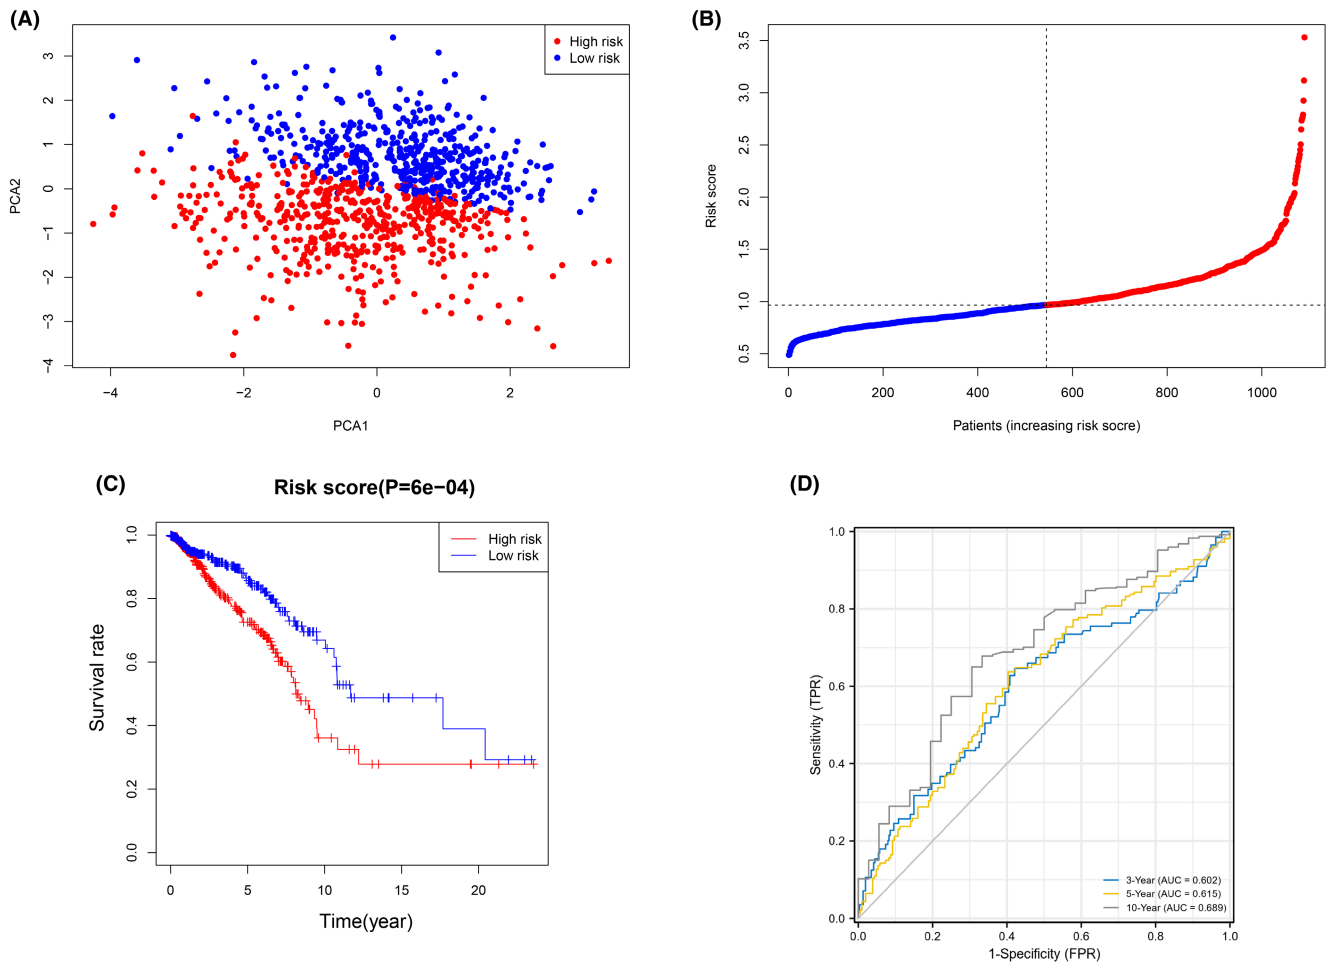 (A)
High risk
Low risk
3
2
1
0
−1
−2
−3
−4
PCA2
−4
−2
0
2
PCA1
(B)
3.5
3.0
2.5
2.0
1.5
1.0
0.5
Risk score
0
200
400
600
800
1000
Patients (increasing risk socre)
(C)
Risk score(P=6e−04)
High risk
Low risk
1.0
0.8
0.6
0.4
0.2
0.0
Survival rate
0
5
10
15
20
Time(year)
(D)
1.0
0.8
0.6
0.4
0.2
0.0
Sensitivity (TPR)
3-Year (AUC = 0.602)
5-Year (AUC = 0.615)
10-Year (AUC = 0.689)
0.0
0.2
0.4
0.6
0.8
1.0
1-Specificity (FPR)